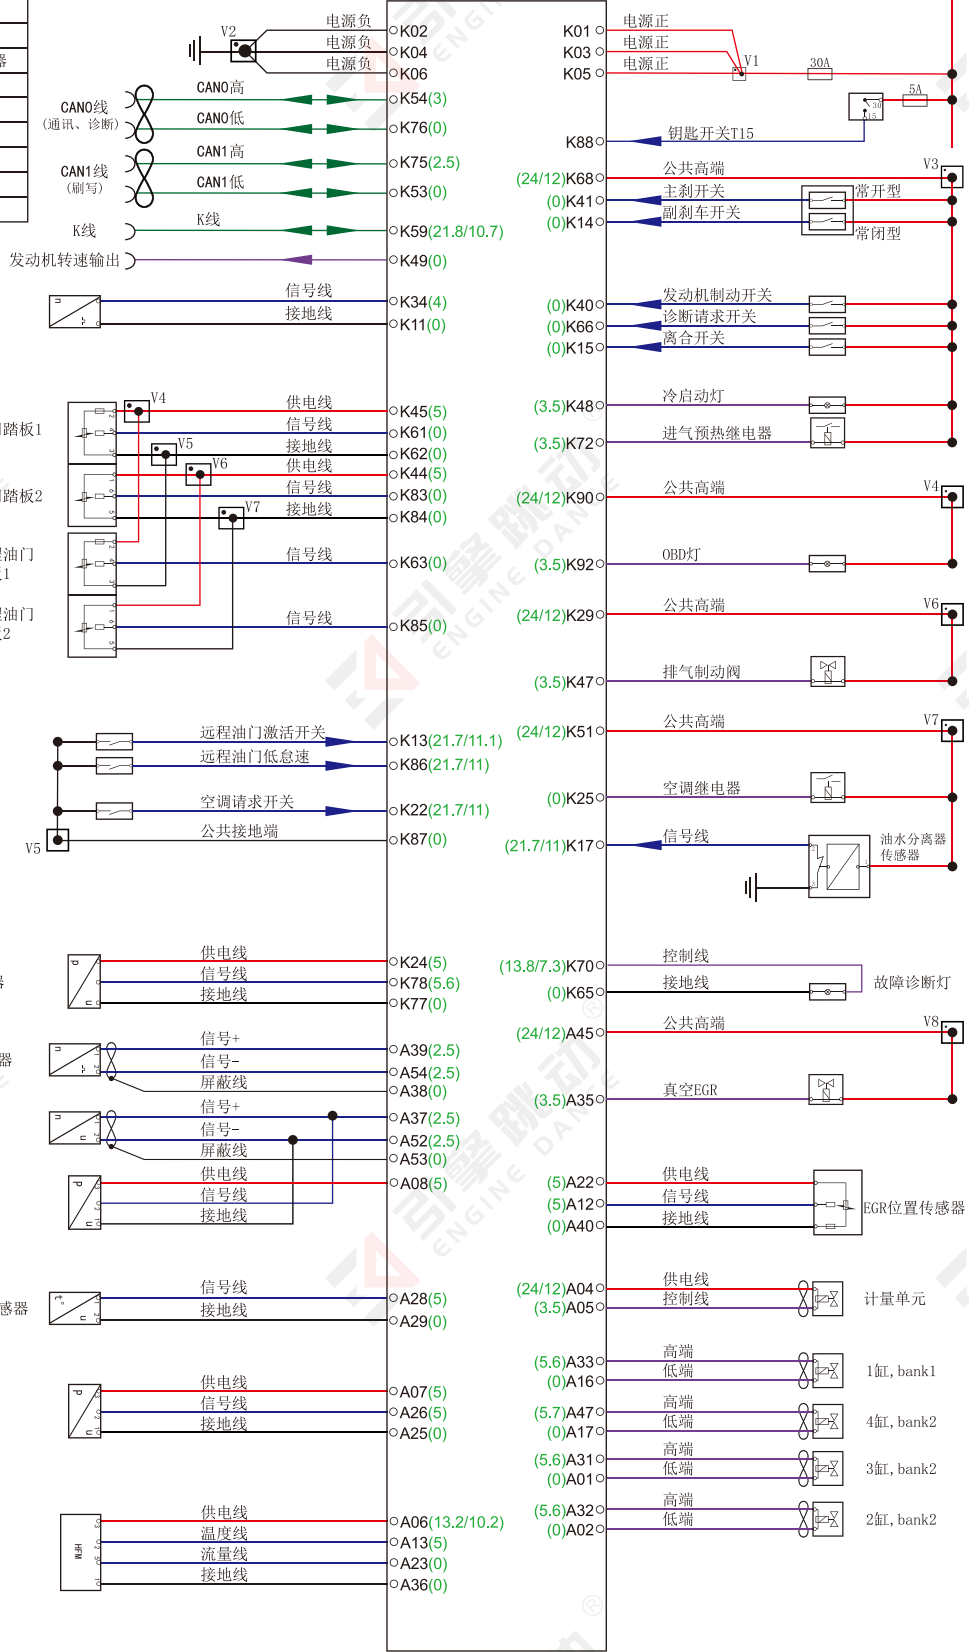 电源负
V2
K02
电源负
K04
电源负
K06
电源正
K01
电源正
K03
电源正
K05
V1
30A
5A
30
15
器
CAN0线
(通讯、诊断)
CAN0高
K54(3)
CAN0低
K76(0)
CAN1线
(刷写)
CAN1高
K75(2.5)
CAN1低
K53(0)
K线
K线
K59(21.8/10.7)
发动机转速输出
K49(0)
K88
钥匙开关T15
(24/12)K68
公共高端
V3
(0)K41
主刹开关
常开型
(0)K14
副刹车开关
常闭型
n
信号线
K34(4)
接地线
K11(0)
(0)K40
发动机制动开关
(0)K66
诊断请求开关
(0)K15
离合开关
踏板1
V4
供电线
K45(5)
信号线
K61(0)
V5
接地线
K62(0)
V6
供电线
K44(5)
踏板2
信号线
K83(0)
V7
接地线
K84(0)
油门
1
信号线
K63(0)
油门
2
信号线
K85(0)
(3.5)K48
冷启动灯
(3.5)K72
进气预热继电器
(24/12)K90
公共高端
V4
(3.5)K92
OBD灯
(24/12)K29
公共高端
V6
(3.5)K47
排气制动阀
(24/12)K51
公共高端
V7
(0)K25
空调继电器
(21.7/11)K17
信号线
油水分离器
传感器
远程油门激活开关
K13(21.7/11.1)
远程油门低怠速
K86(21.7/11)
空调请求开关
K22(21.7/11)
V5
公共接地端
K87(0)
器
p
u
供电线
K24(5)
信号线
K78(5.6)
接地线
K77(0)
(13.8/7.3)K70
控制线
(0)K65
接地线
故障诊断灯
器
n
信号+
A39(2.5)
信号-
A54(2.5)
屏蔽线
A38(0)
n
u
信号+
A37(2.5)
信号-
A52(2.5)
屏蔽线
A53(0)
p
u
供电线
A08(5)
信号线
接地线
(24/12)A45
公共高端
V8
(3.5)A35
真空EGR
(5)A22
供电线
(5)A12
信号线
(0)A40
接地线
EGR位置传感器
感器
t°
u
信号线
A28(5)
接地线
A29(0)
(24/12)A04
供电线
(3.5)A05
控制线
计量单元
p
u
供电线
A07(5)
信号线
A26(5)
接地线
A25(0)
(5.6)A33
高端
(0)A16
低端
1缸,bank1
(5.7)A47
高端
(0)A17
低端
4缸,bank2
(5.6)A31
高端
(0)A01
低端
3缸,bank2
(5.6)A32
高端
(0)A02
低端
2缸,bank2
HFM
供电线
A06(13.2/10.2)
温度线
A13(5)
流量线
A23(0)
接地线
A36(0)
引擎跳动
ENGINE DANCE
®
引擎跳动
ENGINE DANCE
®